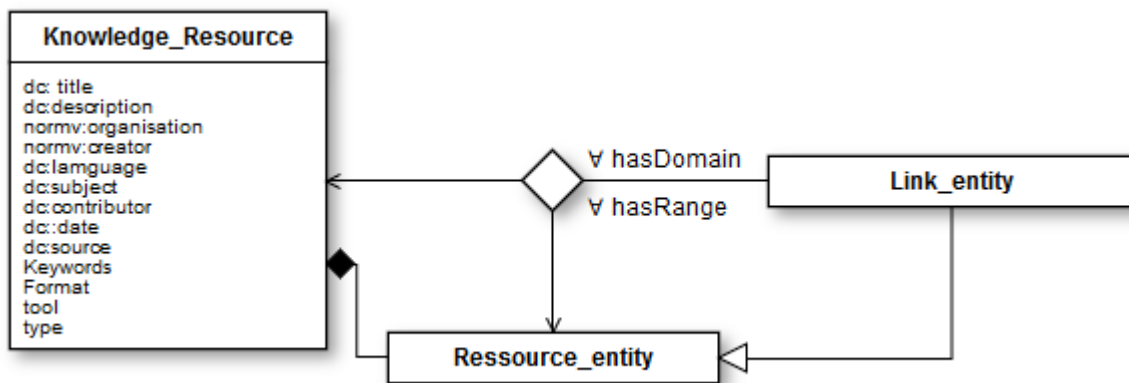 Knowledge_Resource
dc: title
dc:description
normv:organisation
normv:creator
dc:lamguage
dc:subject
dc:contributor
dc::date
dc:source
Keywords
Format
tool
type
∀ hasDomain
∀ hasRange
Link_entity
Ressource_entity